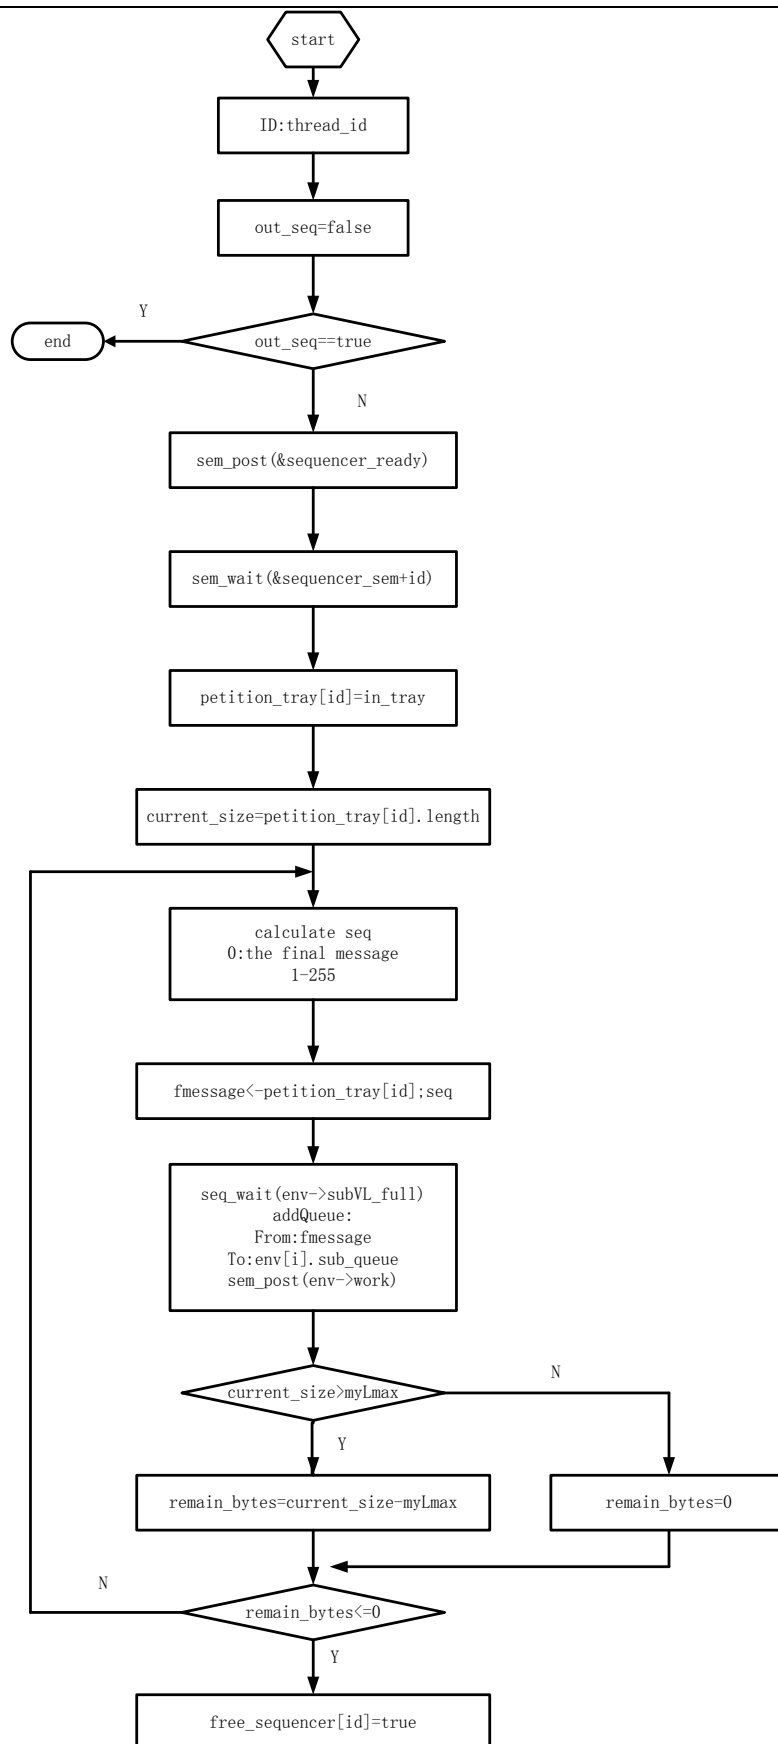 start
ID:thread_id
out_seq=false
Y
end
out_seq==true
N
sem_post(&sequencer_ready)
sem_wait(&sequencer_sem+id)
petition_tray[id]=in_tray
current_size=petition_tray[id].length
calculate seq
0:the final message
1-255
fmessage<-petition_tray[id];seq
seq_wait(env->subVL_full)
addQueue:
From:fmessage
To:env[i].sub_queue
sem_post(env->work)
current_size>myLmax
N
Y
remain_bytes=current_size-myLmax
remain_bytes=0
N
remain_bytes<=0
Y
free_sequencer[id]=true